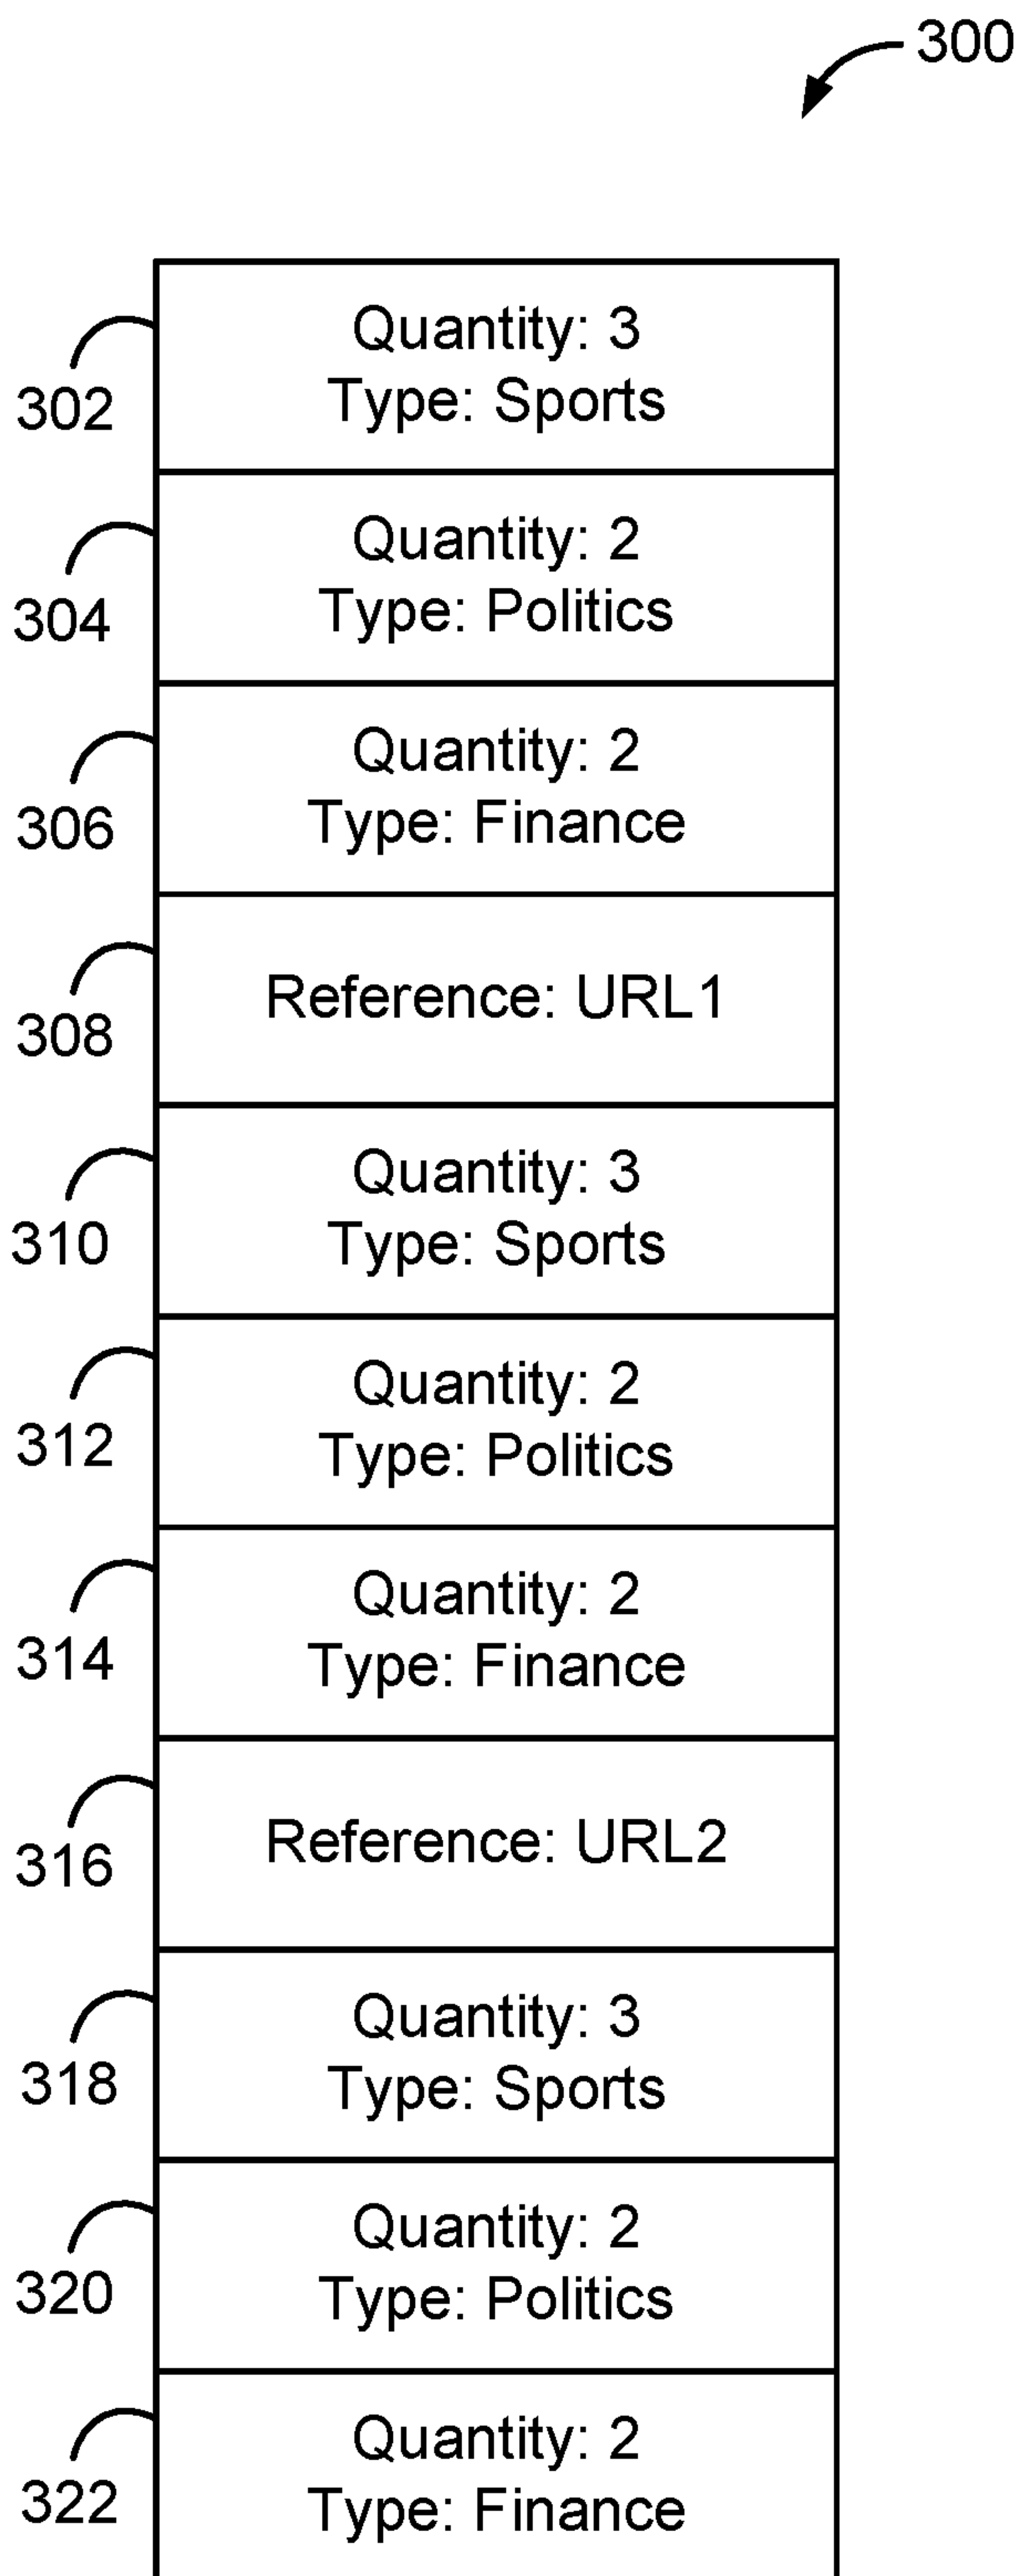 300
302
Quantity: 3
Type: Sports
304
Quantity: 2
Type: Politics
306
Quantity: 2
Type: Finance
308
Reference: URL1
310
Quantity: 3
Type: Sports
312
Quantity: 2
Type: Politics
314
Quantity: 2
Type: Finance
316
Reference: URL2
318
Quantity: 3
Type: Sports
320
Quantity: 2
Type: Politics
322
Quantity: 2
Type: Finance